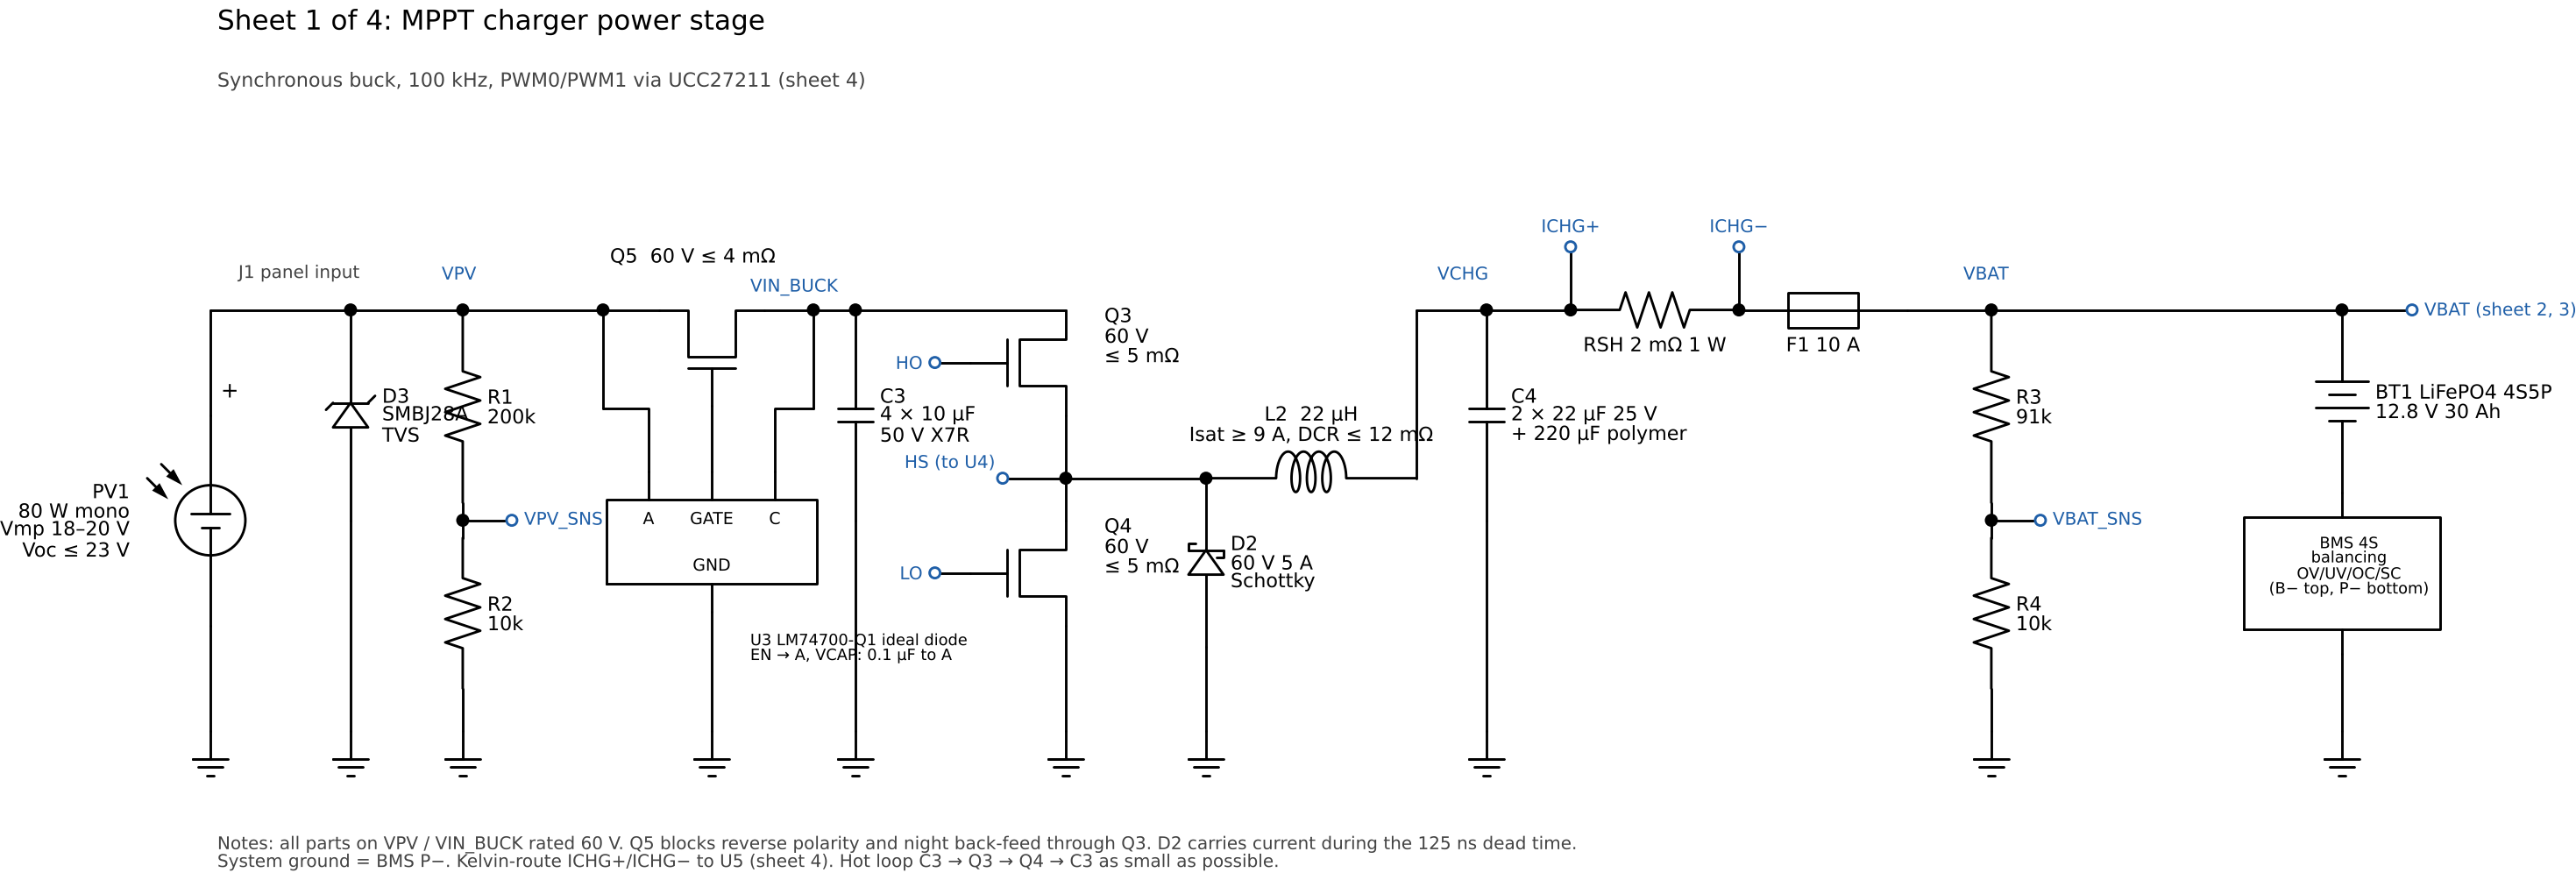 Sheet 1 of 4: MPPT charger power stage
Synchronous buck, 100 kHz, PWM0/PWM1 via UCC27211 (sheet 4)
ICHG+
ICHG−
J1 panel input
VPV
Q5  60 V ≤ 4 mΩ
VIN_BUCK
VCHG
VBAT
VBAT (sheet 2, 3)
Q3
60 V
≤ 5 mΩ
RSH 2 mΩ 1 W
F1 10 A
HO
+
D3
SMBJ28A
TVS
R1
200k
C3
4 × 10 µF
50 V X7R
L2  22 µH
Isat ≥ 9 A, DCR ≤ 12 mΩ
C4
2 × 22 µF 25 V
+ 220 µF polymer
R3
91k
BT1 LiFePO4 4S5P
12.8 V 30 Ah
HS (to U4)
PV1
80 W mono
Vmp 18–20 V
Voc ≤ 23 V
VPV_SNS
A
GATE
C
GND
Q4
60 V
≤ 5 mΩ
D2
60 V 5 A
Schottky
LO
VBAT_SNS
BMS 4S
balancing
OV/UV/OC/SC
(B− top, P− bottom)
R2
10k
U3 LM74700-Q1 ideal diode
EN → A, VCAP: 0.1 µF to A
R4
10k
Notes: all parts on VPV / VIN_BUCK rated 60 V. Q5 blocks reverse polarity and night back-feed through Q3. D2 carries current during the 125 ns dead time.
System ground = BMS P−. Kelvin-route ICHG+/ICHG− to U5 (sheet 4). Hot loop C3 → Q3 → Q4 → C3 as small as possible.